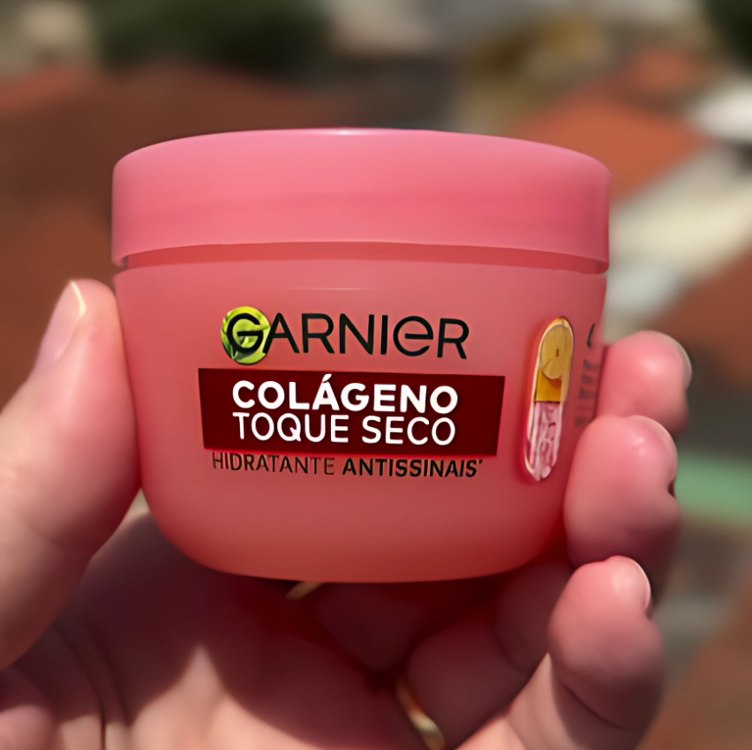 GARNIER
COLÁGENO
TOQUE SECO
HIDRATANTE ANTISSINAIS*